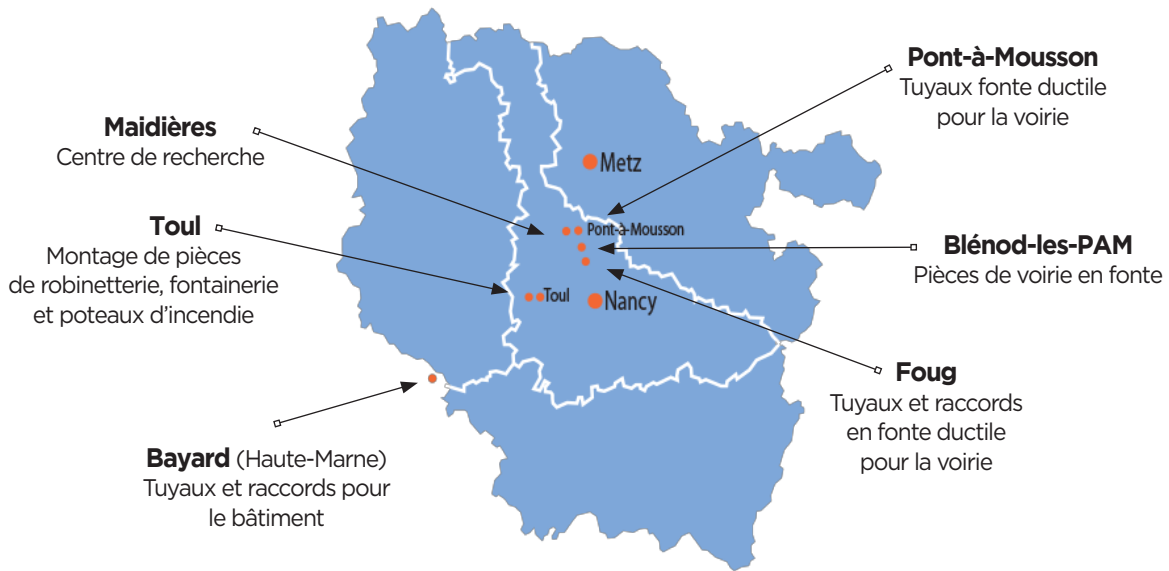 Pont-à-Mousson
Tuyaux fonte ductile
pour la voirie
Maidières
Centre de recherche
Metz
Toul
Montage de pièces
de robinetterie, fontainerie
et poteaux d’incendie
Pont-à-Mousson
Blénod-les-PAM
Pièces de voirie en fonte
Toul
Nancy
Foug
Tuyaux et raccords
en fonte ductile
pour la voirie
Bayard (Haute-Marne)
Tuyaux et raccords pour
le bâtiment